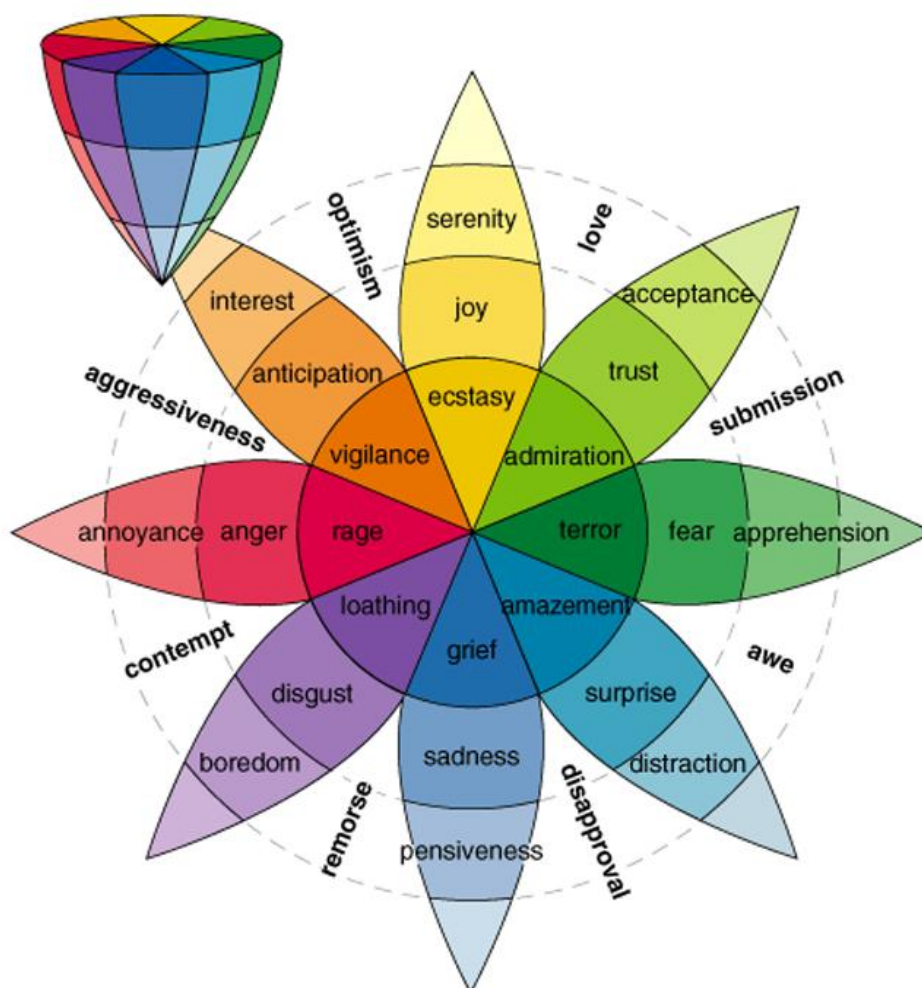 optimism
serenity
love
interest
joy
acceptance
anticipation
trust
aggressiveness
ecstasy
submission
vigilance
admiration
annoyance
anger
rage
terror
fear
apprehension
loathing
amazement
contempt
grief
awe
disgust
surprise
boredom
sadness
distraction
remorse
disapproval
pensiveness